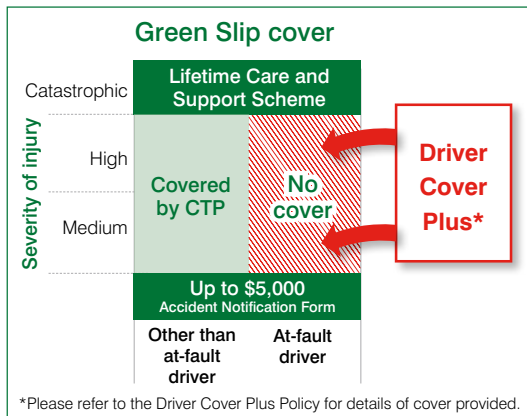 Green Slip cover
Severity of injury
Catastrophic
Lifetime Care and
Support Scheme
High
Medium
Covered
by CTP
No
cover
Driver
Cover
Plus*
Up to $5,000
Accident Notification Form
Other than
at-fault
driver
At-fault
driver
*Please refer to the Driver Cover Plus Policy for details of cover provided.